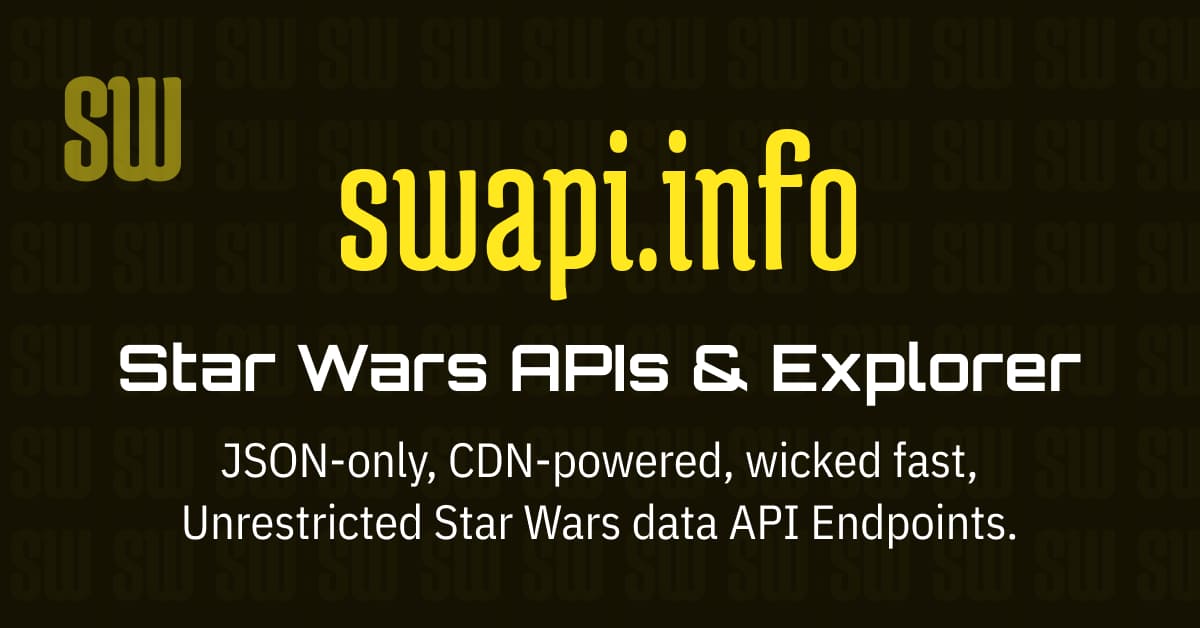 SW
swapi.info
Star Wars APIs & Explorer
JSON-only, CDN-powered, wicked fast,
Unrestricted Star Wars data API Endpoints.